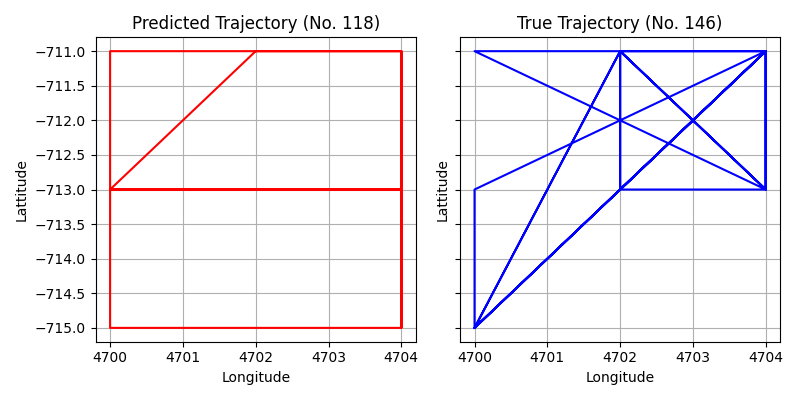 Predicted Trajectory (No. 118)
True Trajectory (No. 146)
−711.0
−711.5
−712.0
−712.5
−713.0
−713.5
−714.0
−714.5
−715.0
Lattitude
Lattitude
4700 4701 4702 4703 4704
4700 4701 4702 4703 4704
Longitude
Longitude